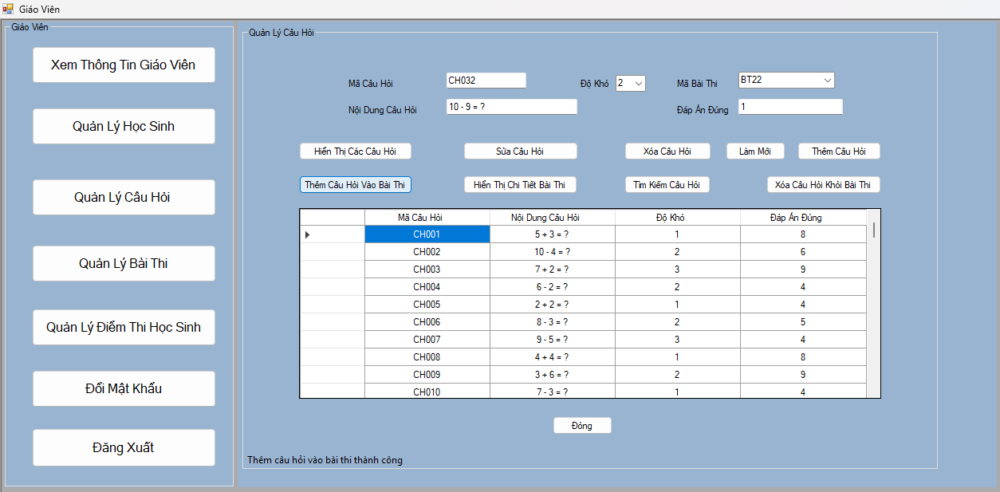 Giáo Viên
Giáo Viên
Xem Thông Tin Giáo Viên
Quản Lý Học Sinh
Quản Lý Câu Hỏi
Quản Lý Bài Thi
Quản Lý Điểm Thi Học Sinh
Đổi Mật Khẩu
Đăng Xuất
Quản Lý Câu Hỏi
Mã Câu Hỏi CH032 Độ Khó 2 Mã Bài Thi BT22
Nội Dung Câu Hỏi 10 - 9 = ? Đáp Án Đúng 1
Hiển Thị Các Câu Hỏi Sửa Câu Hỏi Xóa Câu Hỏi Làm Mới Thêm Câu Hỏi
Thêm Câu Hỏi Vào Bài Thi Hiển Thị Chi Tiết Bài Thi Tìm Kiếm Câu Hỏi Xóa Câu Hỏi Khỏi Bài Thi
Mã Câu Hỏi Nội Dung Câu Hỏi Độ Khó Đáp Án Đúng
CH001 5 + 3 = ? 1 8
CH002 10 - 4 = ? 2 6
CH003 7 + 2 = ? 3 9
CH004 6 - 2 = ? 2 4
CH005 2 + 2 = ? 1 4
CH006 8 - 3 = ? 2 5
CH007 9 - 5 = ? 3 4
CH008 4 + 4 = ? 1 8
CH009 3 + 6 = ? 2 9
CH010 7 - 3 = ? 1 4
Đóng
Thêm câu hỏi vào bài thi thành công